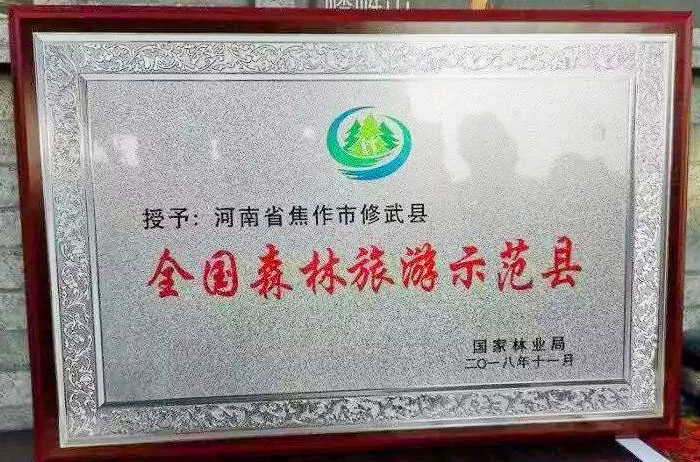 授予：河南省焦作市修武县
全国森林旅游示范县
国家林业局
二〇一八年十一月